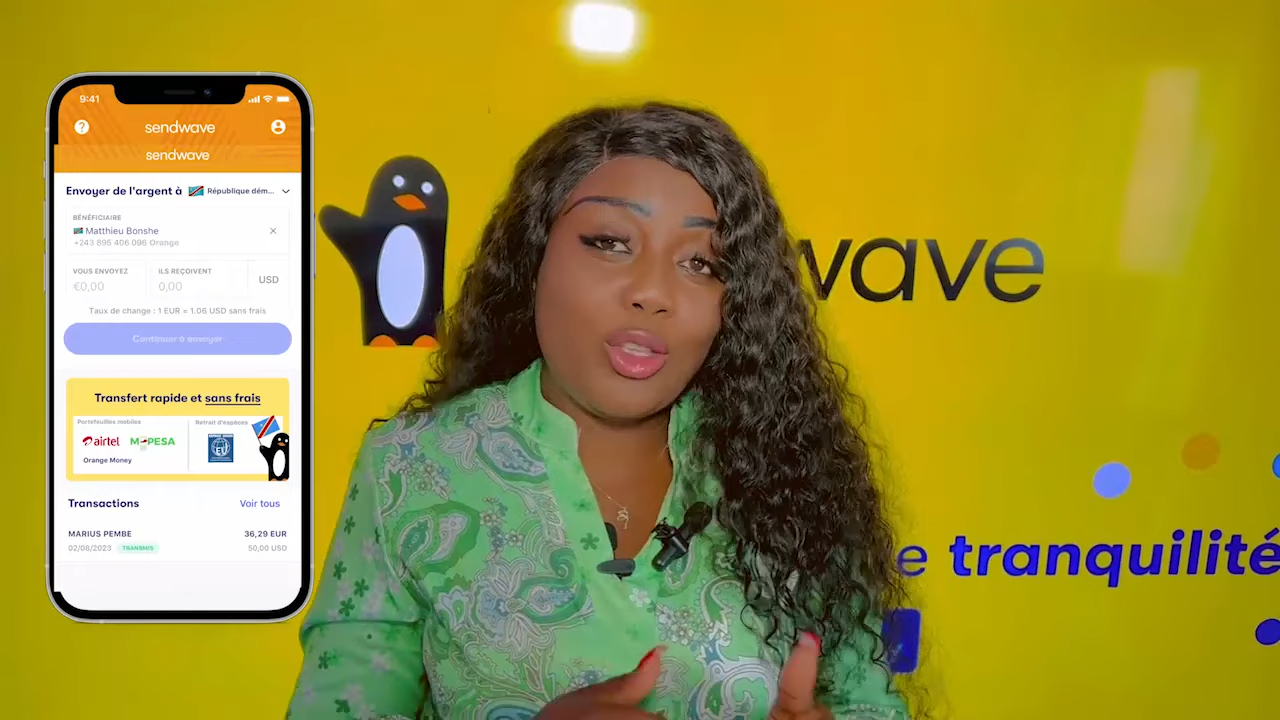 9:41
sendwave
sendwave
Envoyer de l'argent à République dém...
BÉNÉFICIAIRE
Matthieu Bonshe
+243 895 406 096 Orange
VOUS ENVOYEZ
€0,00
ILS REÇOIVENT
0,00
USD
Taux de change : 1 EUR = 1.06 USD sans frais
Continuer à envoyer
Transfert rapide et sans frais
Portefeuilles mobiles
airtel
M-PESA
Orange Money
Retrait d'espèces
Transactions
Voir tous
MARIUS PEMBE
36,29 EUR
02/08/2023
TRANSMIS
50,00 USD
wave
e tranquilité